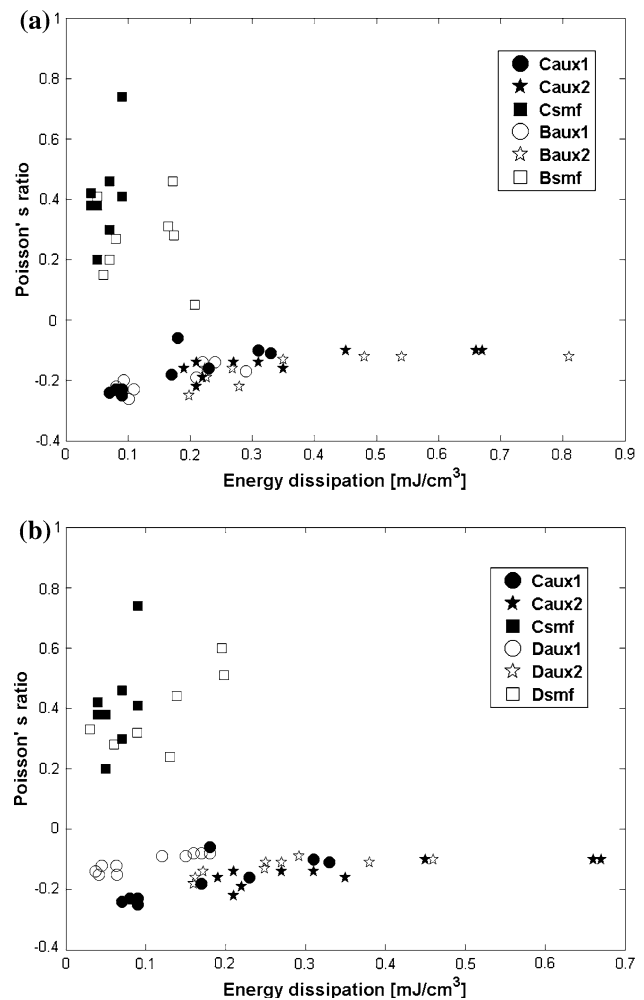 (a)
1
0.8
0.6
0.4
0.2
0
-0.2
-0.4
Poisson' s ratio
Caux1
Caux2
Csmf
Baux1
Baux2
Bsmf
0 0.1 0.2 0.3 0.4 0.5 0.6 0.7 0.8 0.9
Energy dissipation [mJ/cm³]
(b)
1
0.8
0.6
0.4
0.2
0
-0.2
-0.4
Poisson' s ratio
Caux1
Caux2
Csmf
Daux1
Daux2
Dsmf
0 0.1 0.2 0.3 0.4 0.5 0.6 0.7
Energy dissipation [mJ/cm³]